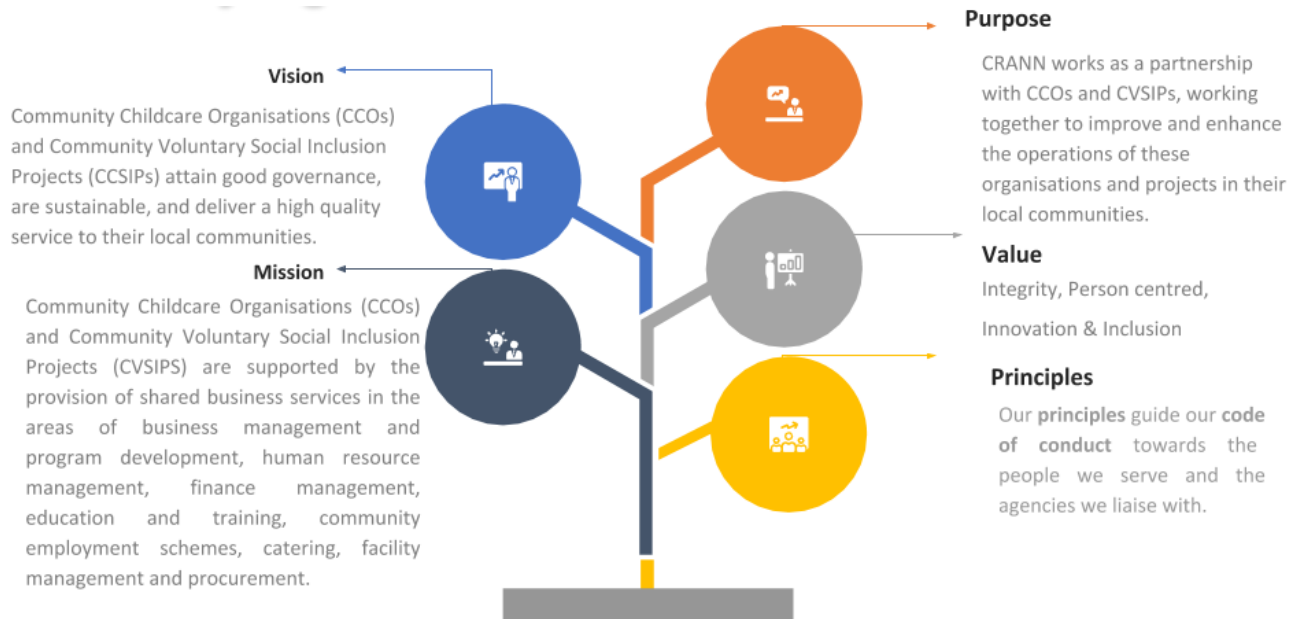 Vision
Community Childcare Organisations (CCOs)
and Community Voluntary Social Inclusion
Projects (CCSIPs) attain good governance,
are sustainable, and deliver a high quality
service to their local communities.
Mission
Community Childcare Organisations (CCOs)
and Community Voluntary Social Inclusion
Projects (CVSIPS) are supported by the
provision of shared business services in the
areas of business management and
program development, human resource
management, finance management,
education and training, community
employment schemes, catering, facility
management and procurement.
Purpose
CRANN works as a partnership
with CCOs and CVSIPs, working
together to improve and enhance
the operations of these
organisations and projects in their
local communities.
Value
Integrity, Person centred,
Innovation & Inclusion
Principles
Our principles guide our code
of conduct towards the
people we serve and the
agencies we liaise with.